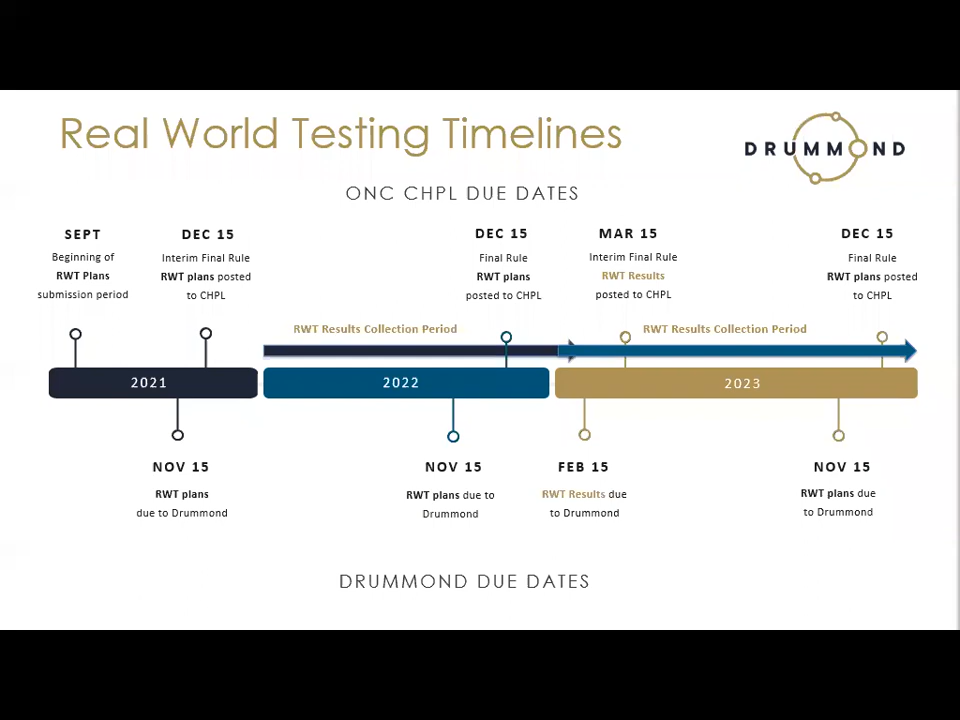 Real World Testing Timelines
DRUMMOND
ONC CHPL DUE DATES
SEPT
Beginning of
RWT Plans
submission period
DEC 15
Interim Final Rule
RWT plans posted
to CHPL
DEC 15
Final Rule
RWT plans
posted to CHPL
MAR 15
Interim Final Rule
RWT Results
posted to CHPL
DEC 15
Final Rule
RWT plans posted
to CHPL
RWT Results Collection Period
RWT Results Collection Period
2021
2022
2023
NOV 15
RWT plans
due to Drummond
NOV 15
RWT plans due to
Drummond
FEB 15
RWT Results due
to Drummond
NOV 15
RWT plans due
to Drummond
DRUMMOND DUE DATES